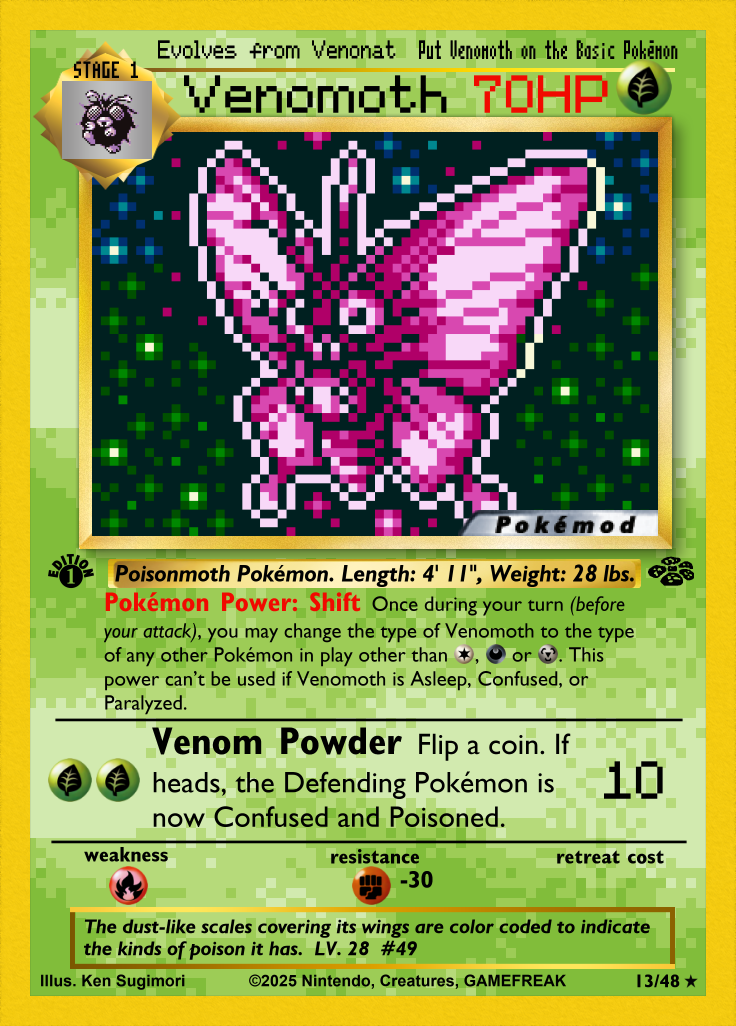 Evolves from Venonat Put Venomoth on the Basic Pokémon
STAGE 1
Venomoth 70HP
Pokémod
EDITION 1
Poisonmoth Pokémon. Length: 4' 11", Weight: 28 lbs.
Pokémon Power: Shift Once during your turn (before
your attack), you may change the type of Venomoth to the type
of any other Pokémon in play other than , or . This
power can't be used if Venomoth is Asleep, Confused, or
Paralyzed.
Venom Powder Flip a coin. If
heads, the Defending Pokémon is
now Confused and Poisoned.
10
weakness resistance retreat cost
-30
The dust-like scales covering its wings are color coded to indicate
the kinds of poison it has. LV. 28 #49
Illus. Ken Sugimori ©2025 Nintendo, Creatures, GAMEFREAK 13/48 ★